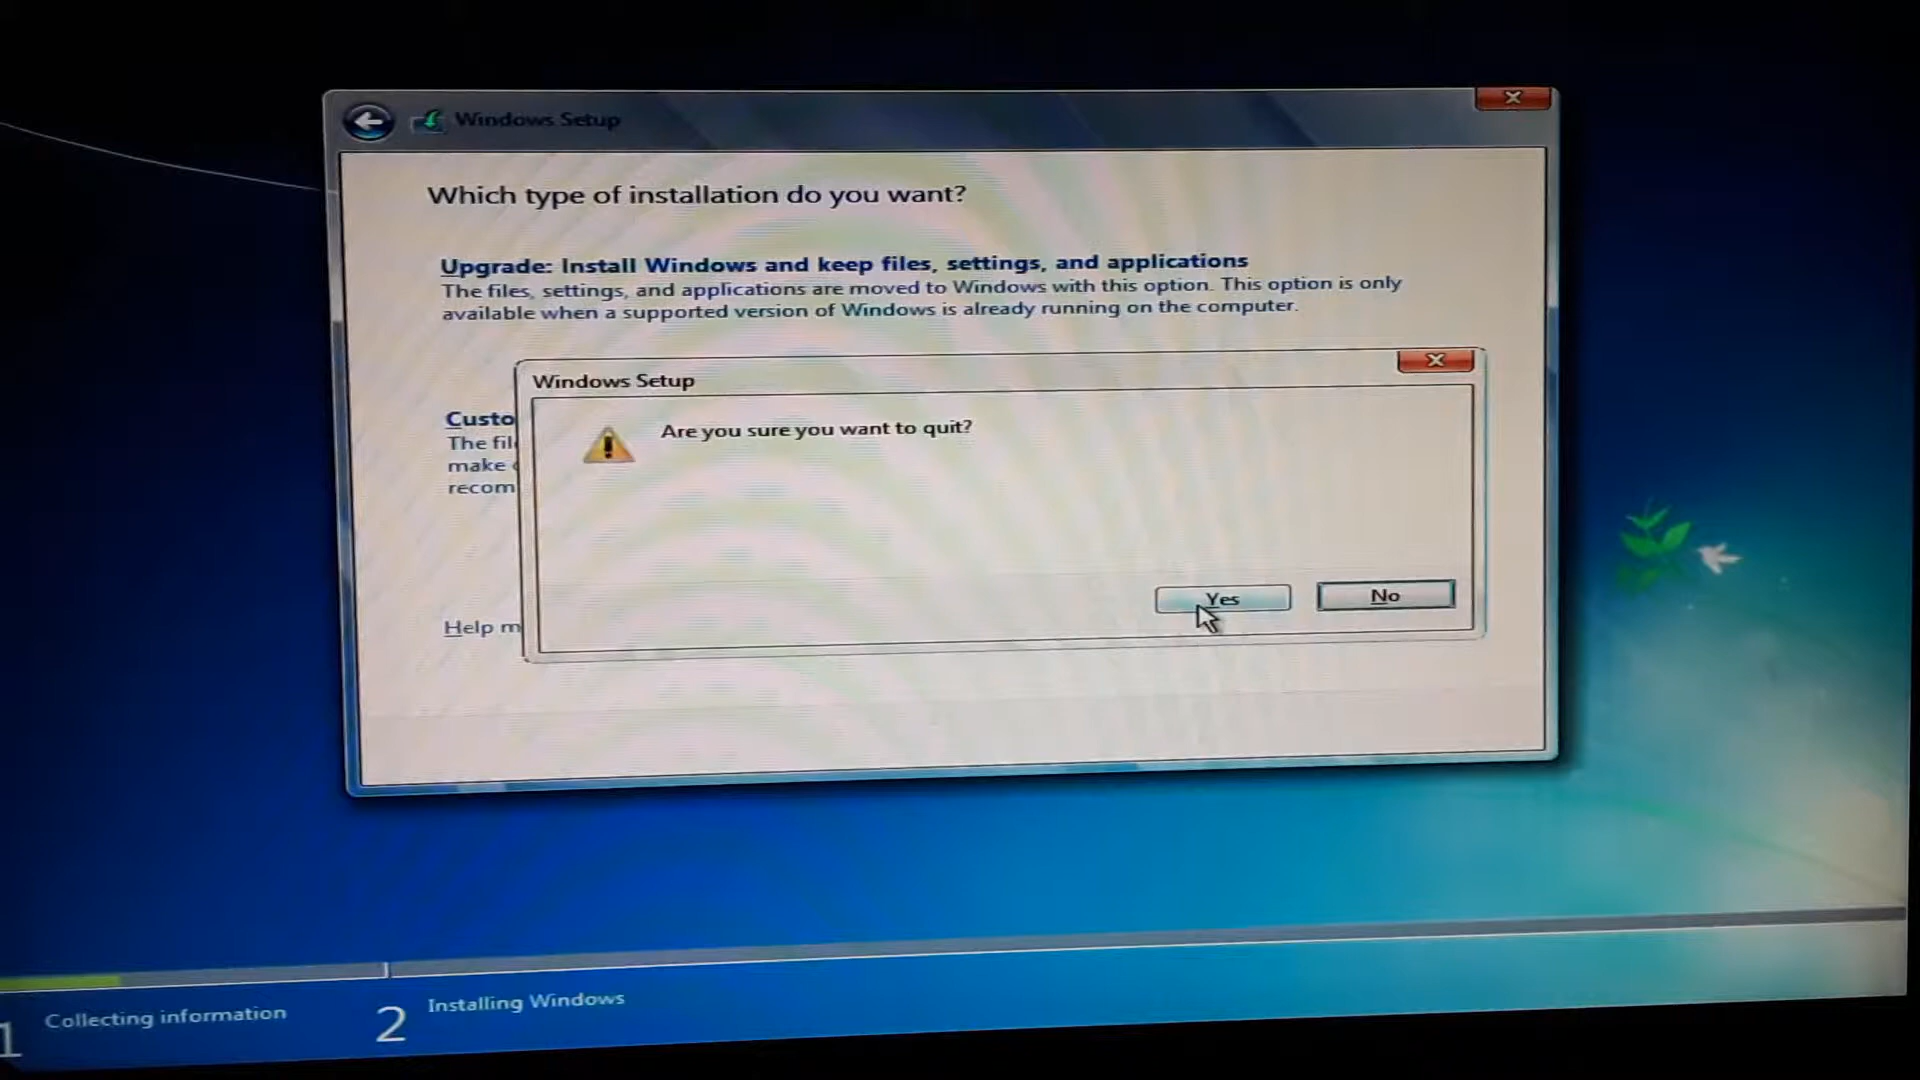 Windows Setup
Which type of installation do you want?
Upgrade: Install Windows and keep files, settings, and applications
The files, settings, and applications are moved to Windows with this option. This option is only
available when a supported version of Windows is already running on the computer.
Windows Setup
Are you sure you want to quit?
Custo
The fil
make
recom
Yes
No
Help m
1 Collecting information
2 Installing Windows